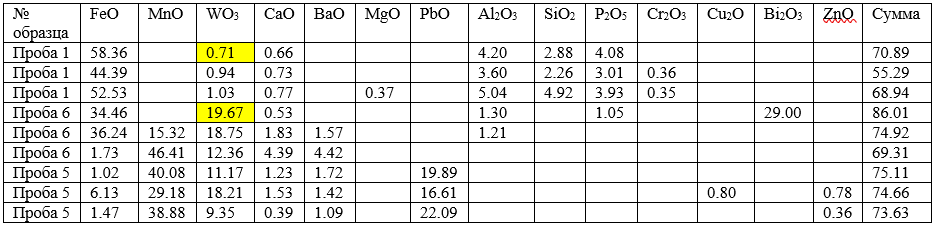 № образца FeO MnO WO₃ CaO BaO MgO PbO Al₂O₃ SiO₂ P₂O₅ Cr₂O₃ Cu₂O Bi₂O₃ ZnO Сумма
Проба 1 58.36 0.71 0.66 4.20 2.88 4.08 70.89
Проба 1 44.39 0.94 0.73 3.60 2.26 3.01 0.36 55.29
Проба 1 52.53 1.03 0.77 0.37 5.04 4.92 3.93 0.35 68.94
Проба 6 34.46 19.67 0.53 1.30 1.05 29.00 86.01
Проба 6 36.24 15.32 18.75 1.83 1.57 1.21 74.92
Проба 6 1.73 46.41 12.36 4.39 4.42 69.31
Проба 5 1.02 40.08 11.17 1.23 1.72 19.89 75.11
Проба 5 6.13 29.18 18.21 1.53 1.42 16.61 0.80 0.78 74.66
Проба 5 1.47 38.88 9.35 0.39 1.09 22.09 0.36 73.63